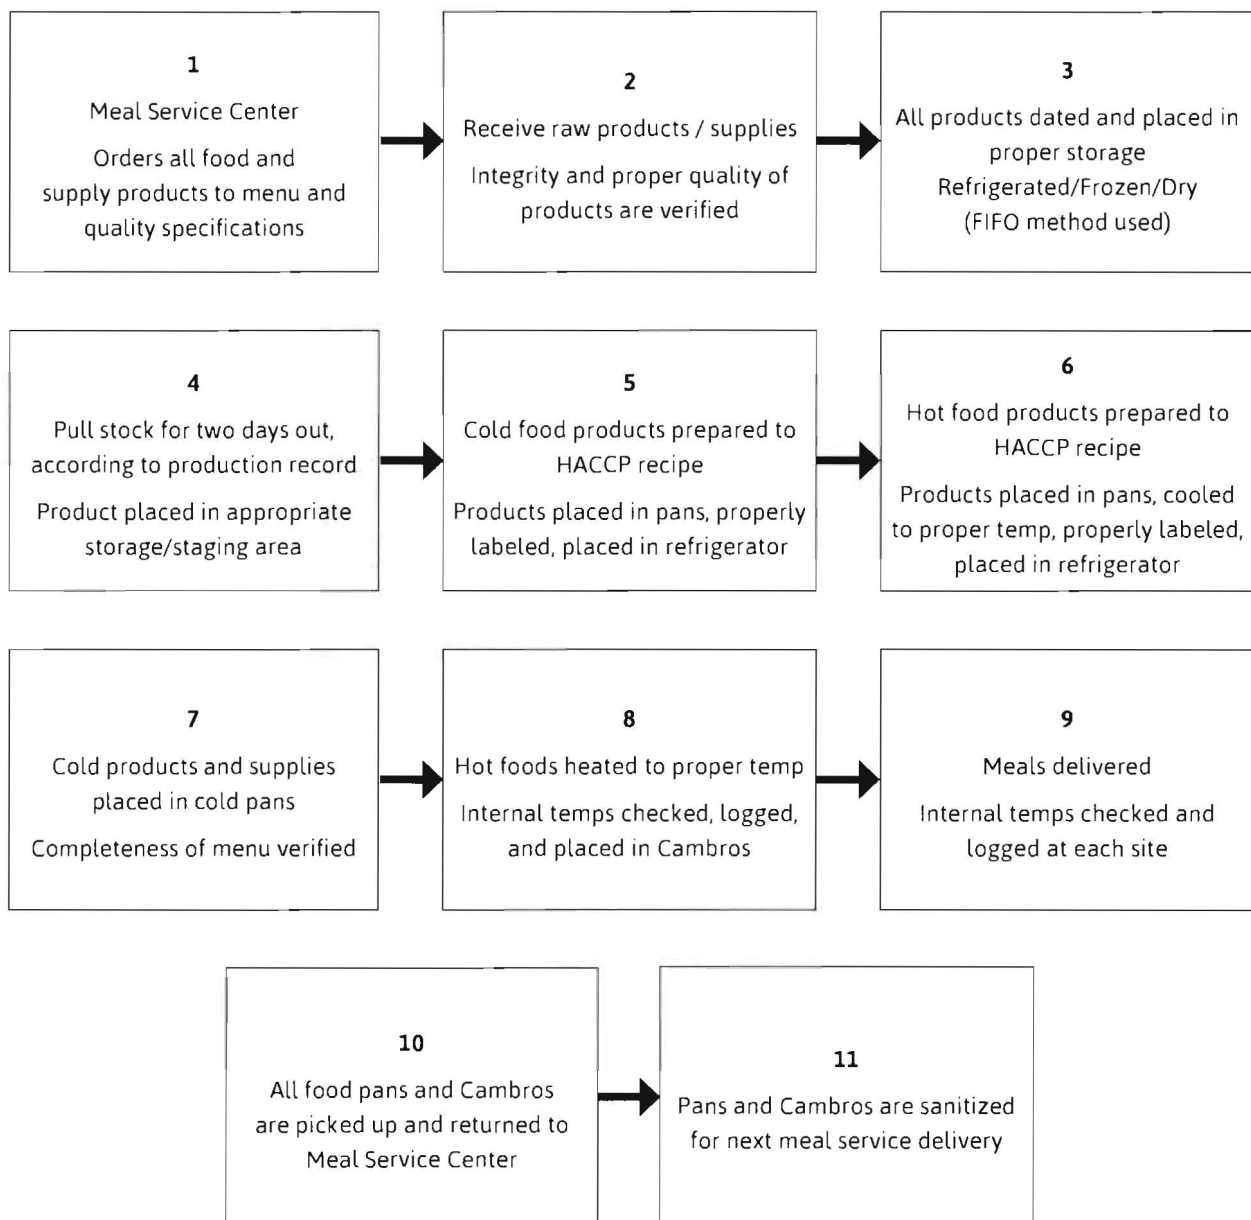 1
Meal Service Center
Orders all food and
supply products to menu and
quality specifications
2
Receive raw products / supplies
Integrity and proper quality of
products are verified
3
All products dated and placed in
proper storage
Refrigerated/Frozen/Dry
(FIFO method used)
4
Pull stock for two days out,
according to production record
Product placed in appropriate
storage/staging area
5
Cold food products prepared to
HACCP recipe
Products placed in pans, properly
labeled, placed in refrigerator
6
Hot food products prepared to
HACCP recipe
Products placed in pans, cooled
to proper temp, properly labeled,
placed in refrigerator
7
Cold products and supplies
placed in cold pans
Completeness of menu verified
8
Hot foods heated to proper temp
Internal temps checked, logged,
and placed in Cambros
9
Meals delivered
Internal temps checked and
logged at each site
10
All food pans and Cambros
are picked up and returned to
Meal Service Center
11
Pans and Cambros are sanitized
for next meal service delivery